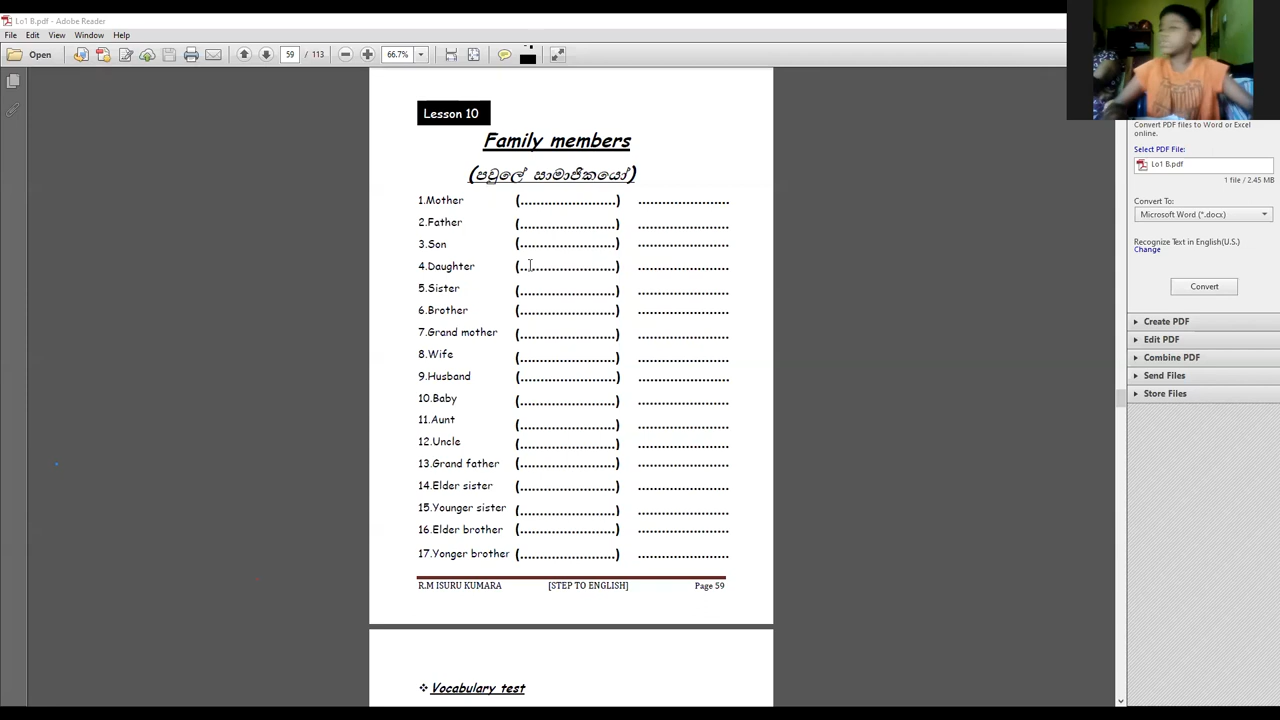 Lo1 B.pdf - Adobe Reader
File Edit View Window Help
Open 59 / 113 66.7%
Lesson 10
Family members
(පවුලේ සාමාජිකයෝ)
1.Mother (........................) ........................
2.Father (........................) ........................
3.Son (........................) ........................
4.Daughter (........................) ........................
5.Sister (........................) ........................
6.Brother (........................) ........................
7.Grand mother (........................) ........................
8.Wife (........................) ........................
9.Husband (........................) ........................
10.Baby (........................) ........................
11.Aunt (........................) ........................
12.Uncle (........................) ........................
13.Grand father (........................) ........................
14.Elder sister (........................) ........................
15.Younger sister (........................) ........................
16.Elder brother (........................) ........................
17.Yonger brother (........................) ........................
R.M ISURU KUMARA [STEP TO ENGLISH] Page 59
❖ Vocabulary test
Convert PDF files to Word or Excel
online.
Select PDF File:
Lo1 B.pdf
1 file / 2.45 MB
Convert To:
Microsoft Word (*.docx)
Recognize Text in English(U.S.)
Change
Convert
Create PDF
Edit PDF
Combine PDF
Send Files
Store Files